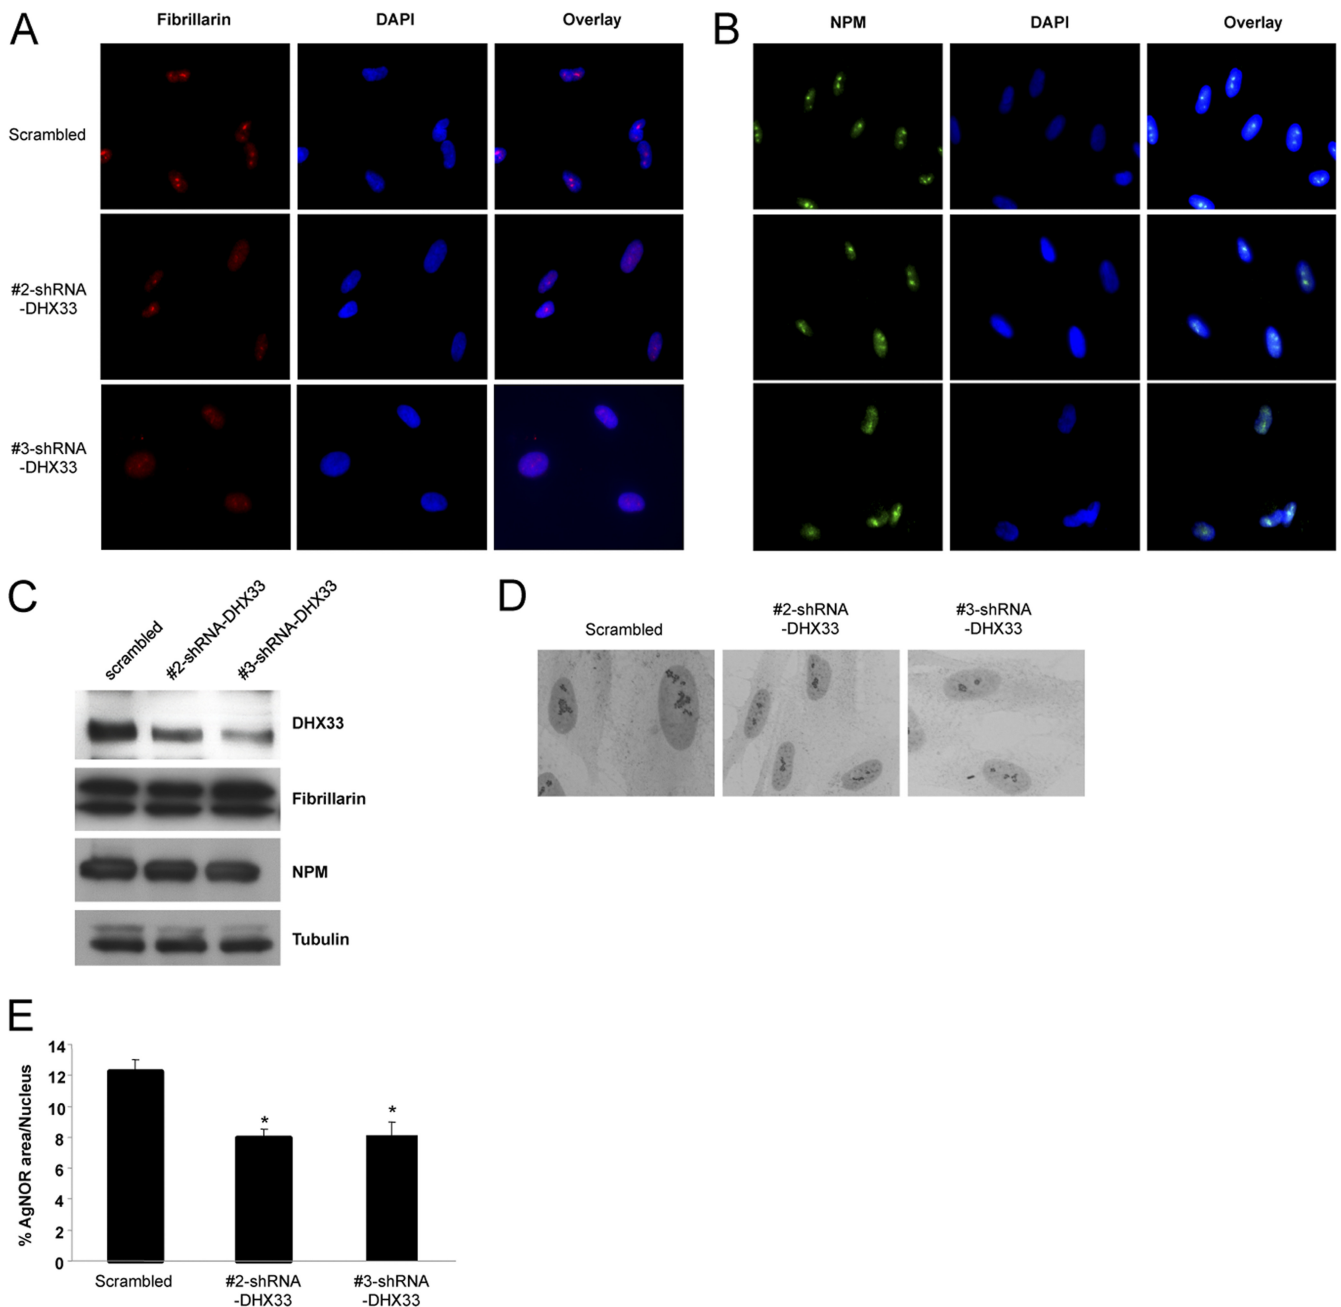 A
Fibrillarin
DAPI
Overlay
Scrambled
#2-shRNA
-DHX33
#3-shRNA
-DHX33
B
NPM
DAPI
Overlay
C
scrambled
#2-shRNA-DHX33
#3-shRNA-DHX33
DHX33
Fibrillarin
NPM
Tubulin
D
Scrambled
#2-shRNA
-DHX33
#3-shRNA
-DHX33
E
% AgNOR area/Nucleus
14
12
10
8
6
4
2
0
*
*
Scrambled
#2-shRNA
-DHX33
#3-shRNA
-DHX33